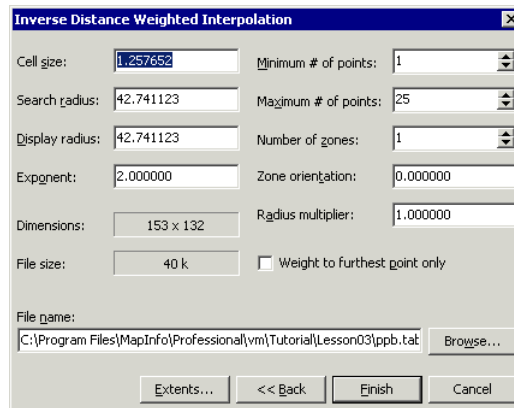 Inverse Distance Weighted Interpolation
Cell size: 1.257652
Minimum # of points: 1
Search radius: 42.741123
Maximum # of points: 25
Display radius: 42.741123
Number of zones: 1
Exponent: 2.000000
Zone orientation: 0.000000
Dimensions: 153 x 132
Radius multiplier: 1.000000
File size: 40 k
Weight to furthest point only
File name:
C:\Program Files\MapInfo\Professional\vm\Tutorial\Lesson03\ppb.tab
Browse...
Extents... << Back Finish Cancel